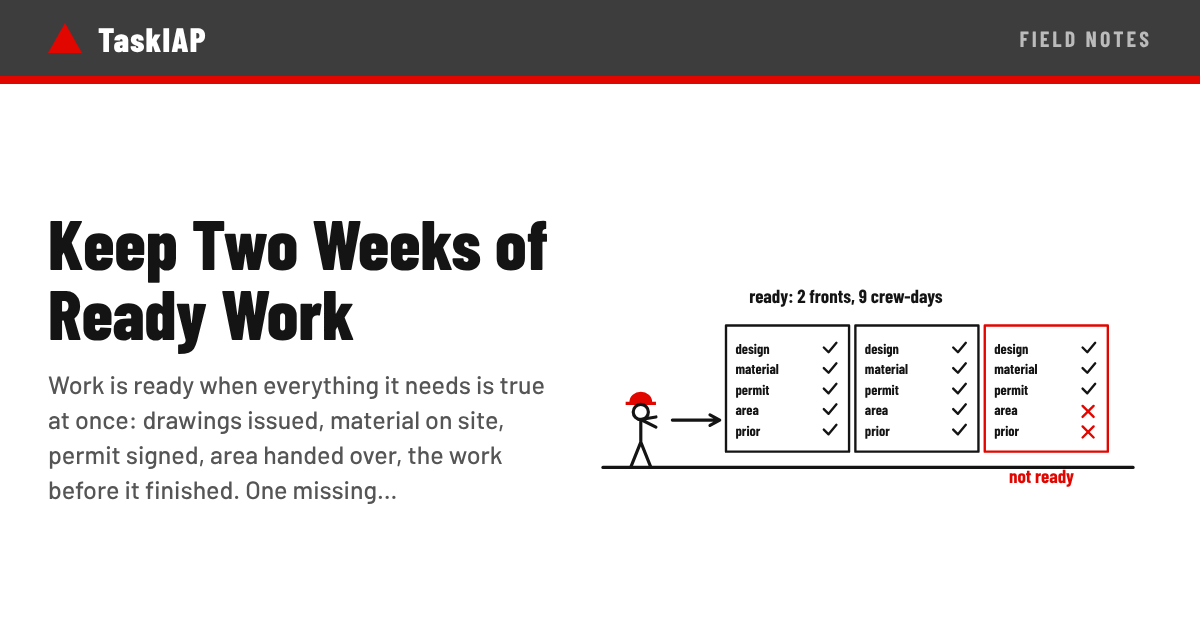 TaskIAP
FIELD NOTES
Keep Two Weeks of
Ready Work
Work is ready when everything it needs is true
at once: drawings issued, material on site,
permit signed, area handed over, the work
before it finished. One missing...
ready: 2 fronts, 9 crew-days
design
material
permit
area
prior
design
material
permit
area
prior
design
material
permit
area
prior
not ready